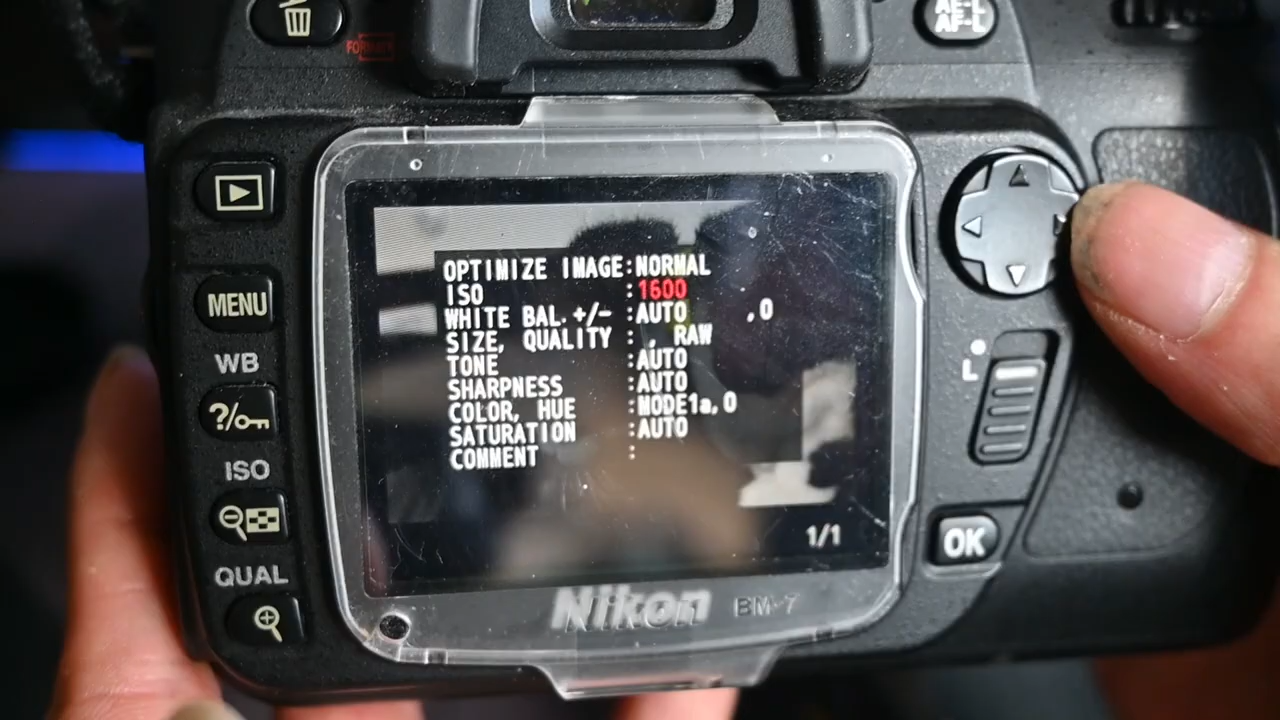 AE-L
AF-L
FORMAT
OPTIMIZE IMAGE:NORMAL
ISO :1600
WHITE BAL.+/- :AUTO ,0
SIZE, QUALITY : , RAW
TONE :AUTO
SHARPNESS :AUTO
COLOR, HUE :MODE1a,0
SATURATION :AUTO
COMMENT :
1/1
MENU
WB
?/
ISO
QUAL
L
OK
Nikon BM-7